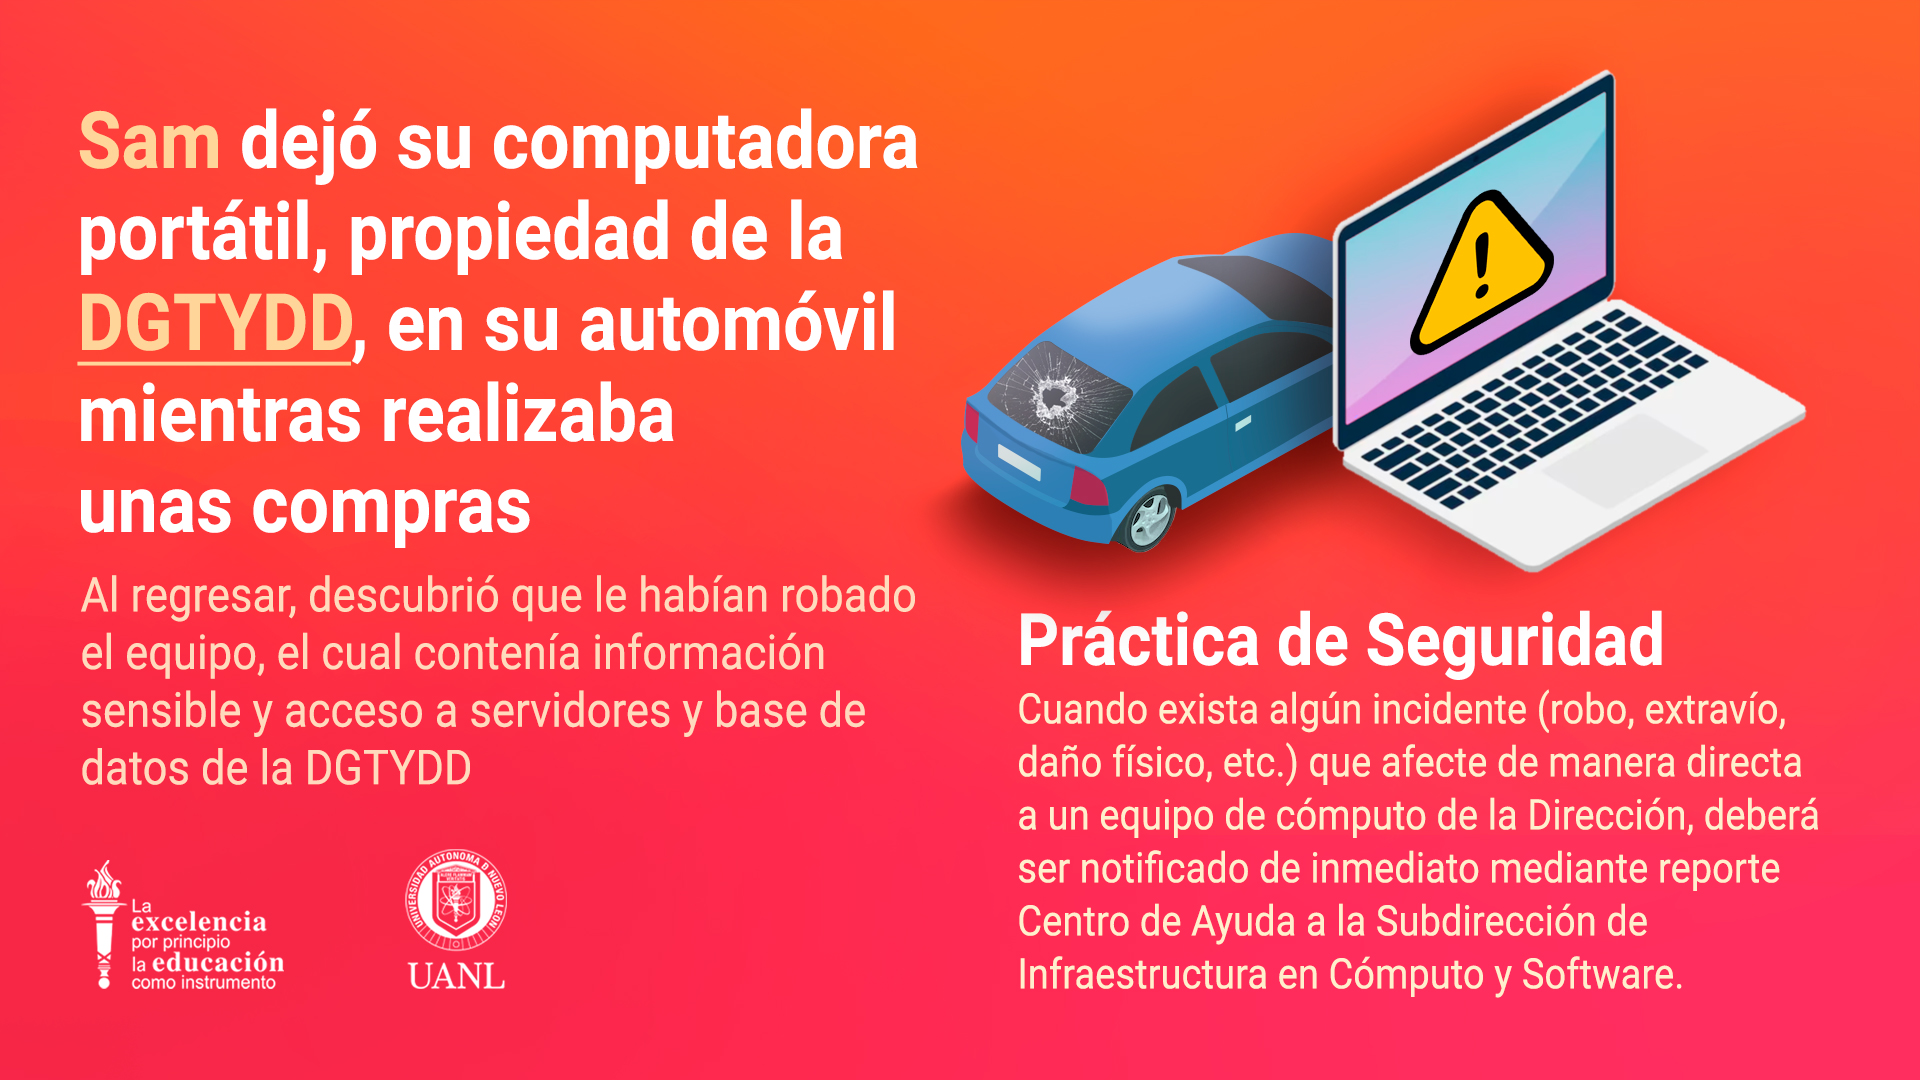 Sam dejó su computadora
portátil, propiedad de la
DGTYDD, en su automóvil
mientras realizaba
unas compras
Al regresar, descubrió que le habían robado
el equipo, el cual contenía información
sensible y acceso a servidores y base de
datos de la DGTYDD
Práctica de Seguridad
Cuando exista algún incidente (robo, extravío,
daño físico, etc.) que afecte de manera directa
a un equipo de cómputo de la Dirección, deberá
ser notificado de inmediato mediante reporte
Centro de Ayuda a la Subdirección de
Infraestructura en Cómputo y Software.
La
excelencia
por principio
la educación
como instrumento
UNIVERSIDAD AUTONOMA D NUEVO LEON
UANL